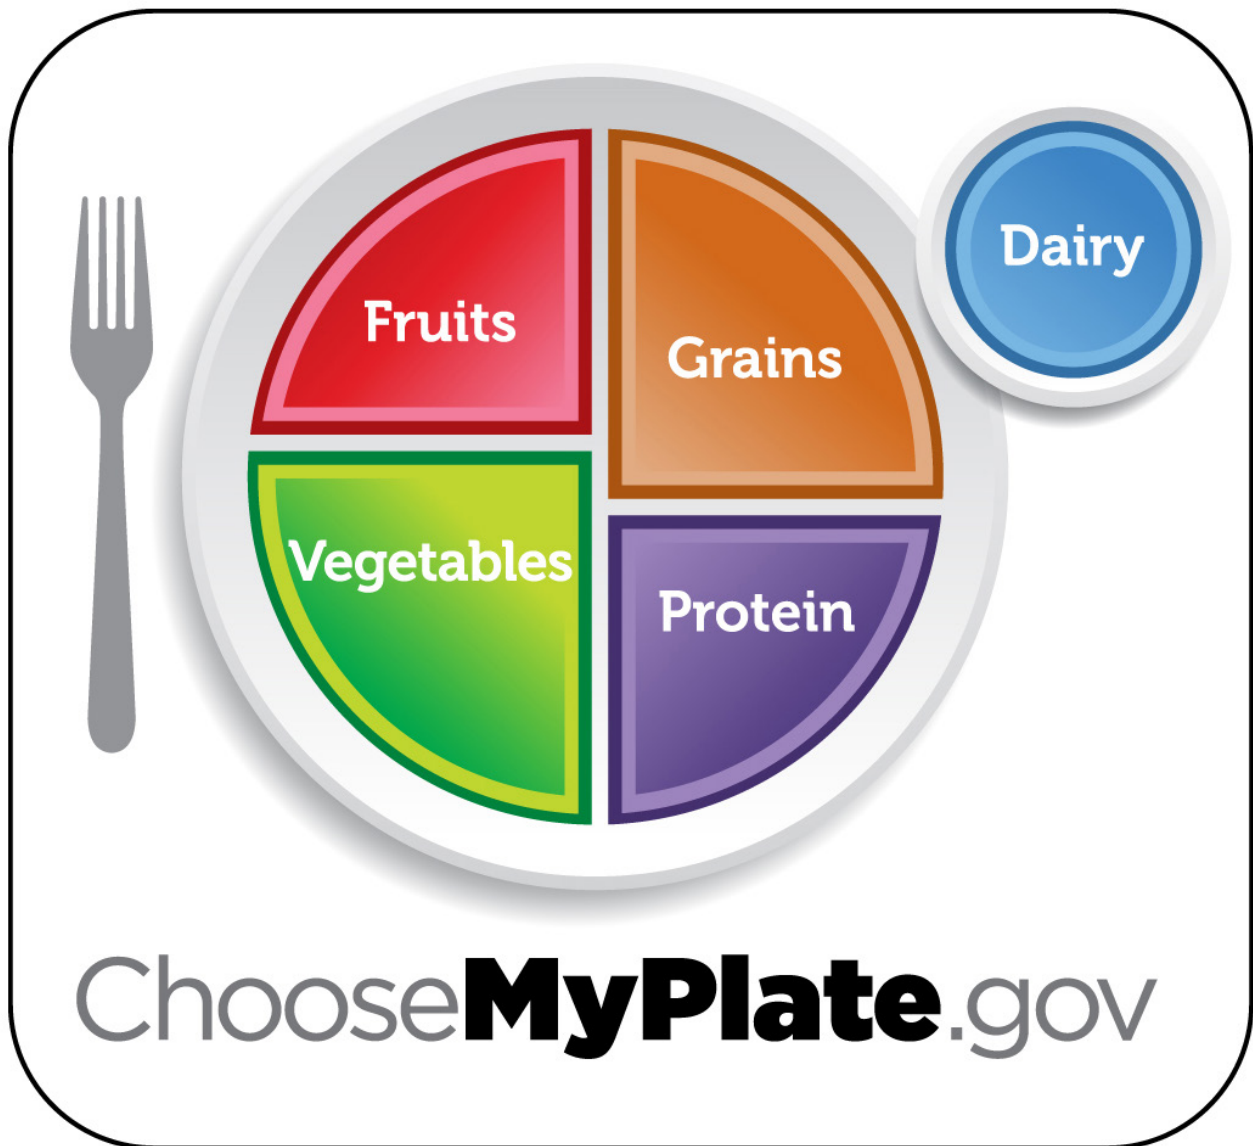 Fruits
Grains
Dairy
Vegetables
Protein
ChooseMyPlate.gov